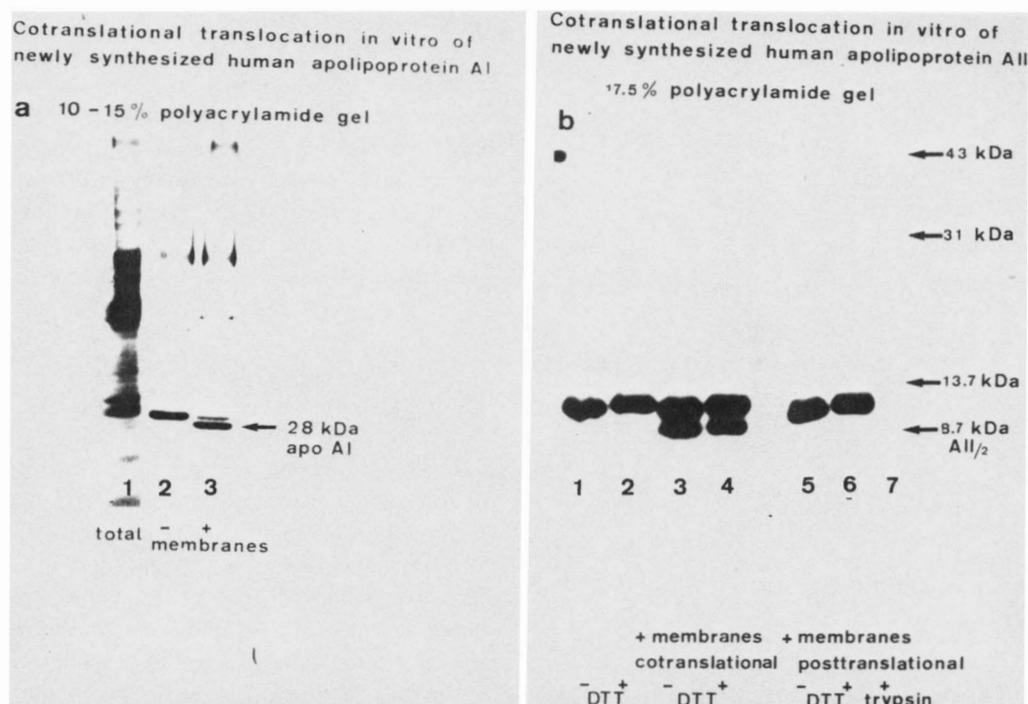 Cotranslational translocation in vitro of
newly synthesized human apolipoprotein AI
a 10-15% polyacrylamide gel
28 kDa
apo AI
1 2 3
total - +
membranes
Cotranslational translocation in vitro of
newly synthesized human apolipoprotein AII
17.5% polyacrylamide gel
b
43 kDa
31 kDa
13.7 kDa
8.7 kDa
AII/2
1 2 3 4 5 6 7
+ membranes + membranes
cotranslational posttranslational
- + - + - + +
DTT DTT DTT trypsin